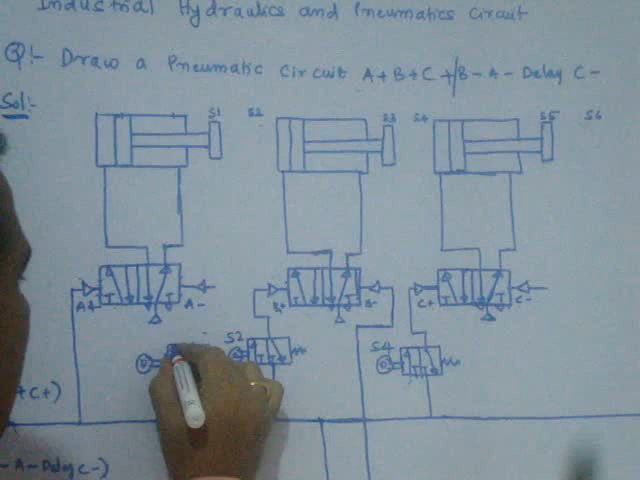 Industrial Hydraulics and Pneumatics Circuit
Q:- Draw a Pneumatic Circuit A+B+C+/B-A-Delay C-
Sol:-
S1 S2 S3 S4 S5 S6
A+ A- B+ B- C+ C-
S2 S4
+C+)
-A-Delay C-)